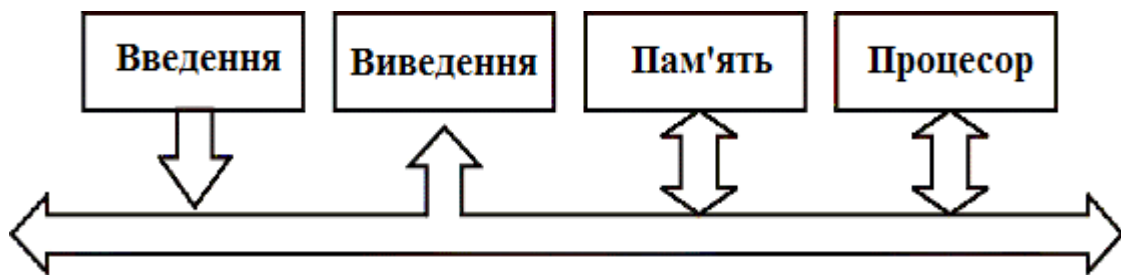 Введення
Виведення
Пам'ять
Процесор